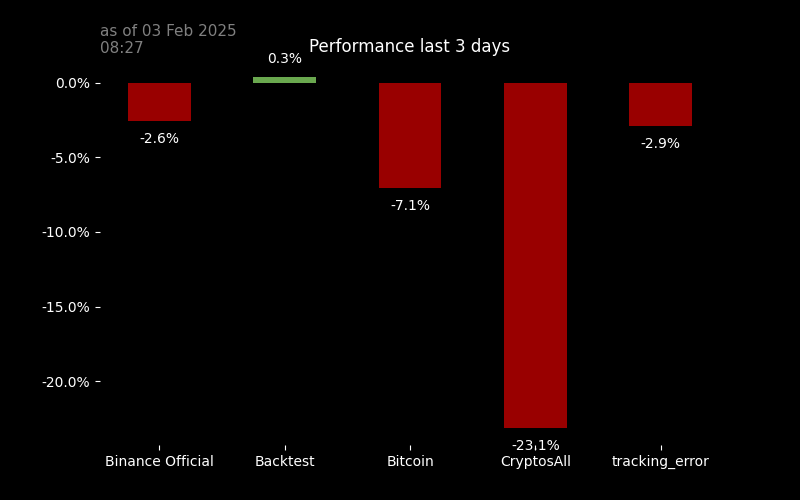 as of 03 Feb 2025
08:27
Performance last 3 days
0.3%
0.0%
-2.6%
-2.9%
-5.0%
-7.1%
-10.0%
-15.0%
-20.0%
-23.1%
Binance Official
Backtest
Bitcoin
CryptosAll
tracking_error